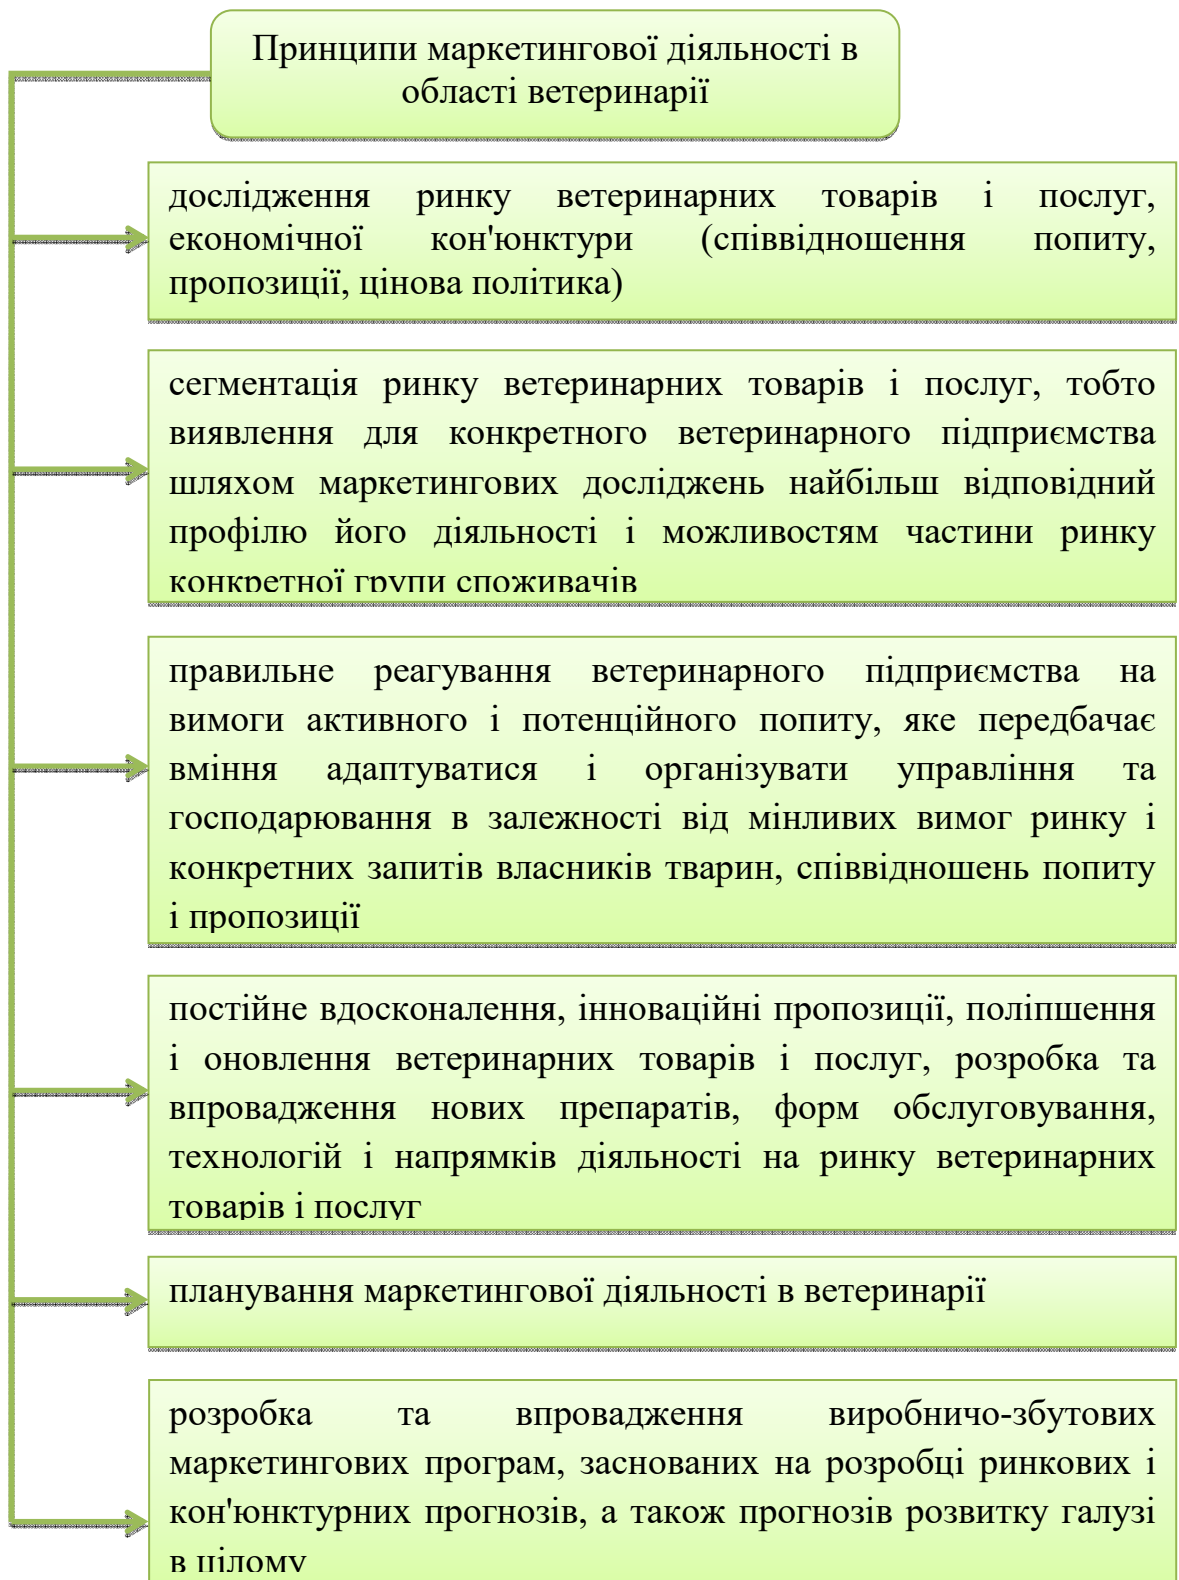 Принципи маркетингової діяльності в
області ветеринарії
дослідження ринку ветеринарних товарів і послуг,
економічної кон'юнктури (співвідношення попиту,
пропозиції, цінова політика)
сегментація ринку ветеринарних товарів і послуг, тобто
виявлення для конкретного ветеринарного підприємства
шляхом маркетингових досліджень найбільш відповідний
профілю його діяльності і можливостям частини ринку
конкретної групи споживачів
правильне реагування ветеринарного підприємства на
вимоги активного і потенційного попиту, яке передбачає
вміння адаптуватися і організувати управління та
господарювання в залежності від мінливих вимог ринку і
конкретних запитів власників тварин, співвідношень попиту
і пропозиції
постійне вдосконалення, інноваційні пропозиції, поліпшення
і оновлення ветеринарних товарів і послуг, розробка та
впровадження нових препаратів, форм обслуговування,
технологій і напрямків діяльності на ринку ветеринарних
товарів і послуг
планування маркетингової діяльності в ветеринарії
розробка та впровадження виробничо-збутових
маркетингових програм, заснованих на розробці ринкових і
кон'юнктурних прогнозів, а також прогнозів розвитку галузі
в цілому